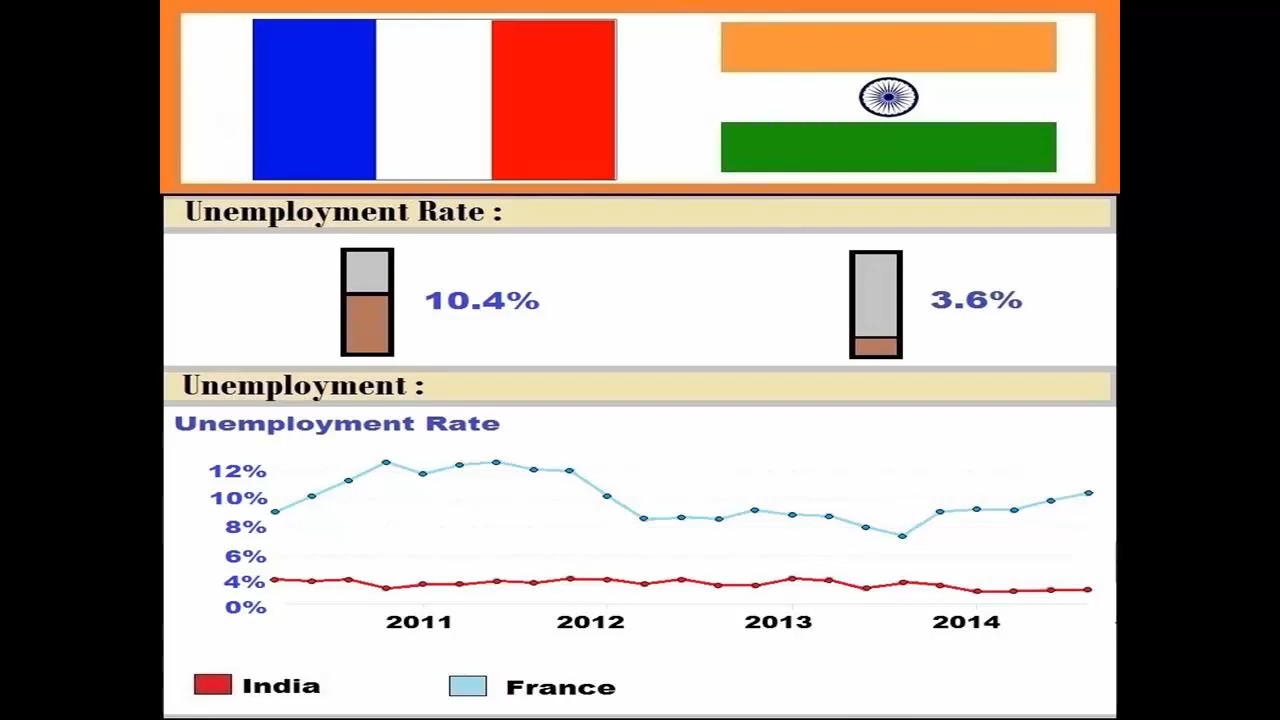 Unemployment Rate :
10.4%
3.6%
Unemployment :
Unemployment Rate
12%
10%
8%
6%
4%
0%
2011 2012 2013 2014
India France